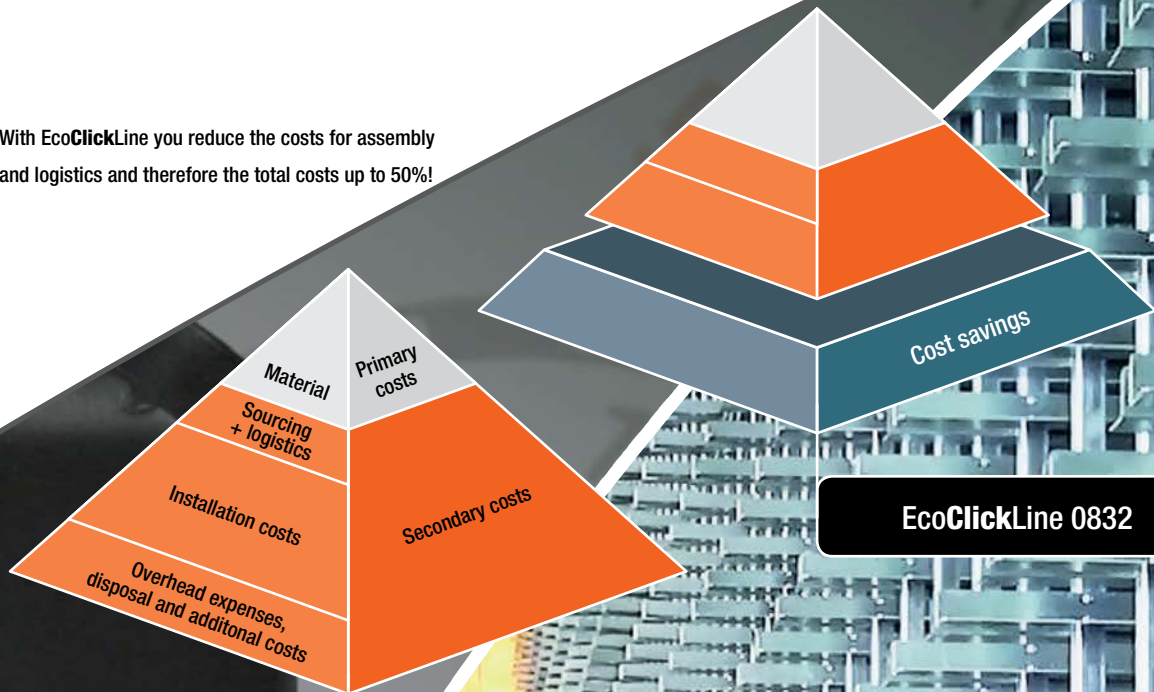 With EcoClickLine you reduce the costs for assembly
and logistics and therefore the total costs up to 50%!
Material
Primary
costs
Sourcing
+ logistics
Installation costs
Secondary costs
Overhead expenses,
disposal and additonal costs
Cost savings
EcoClickLine 0832